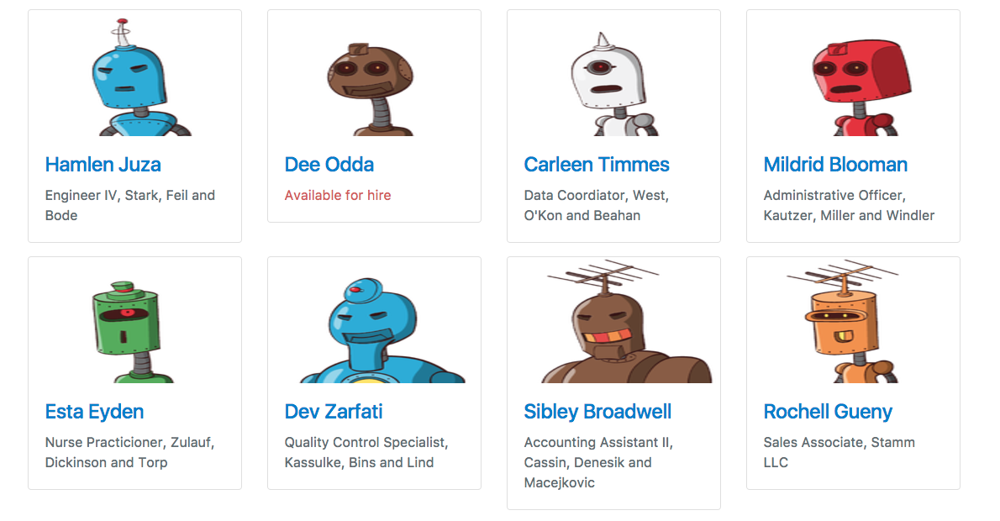 Hamlen Juza
Engineer IV, Stark, Feil and
Bode
Dee Odda
Available for hire
Carleen Timmes
Data Coordiator, West,
O'Kon and Beahan
Mildrid Blooman
Administrative Officer,
Kautzer, Miller and Windler
Esta Eyden
Nurse Practicioner, Zulauf,
Dickinson and Torp
Dev Zarfati
Quality Control Specialist,
Kassulke, Bins and Lind
Sibley Broadwell
Accounting Assistant II,
Cassin, Denesik and
Macejkovic
Rochell Gueny
Sales Associate, Stamm
LLC